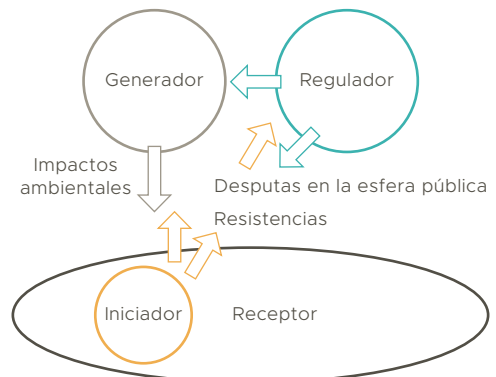 Generador
Regulador
Impactos
ambientales
Desputas en la esfera pública
Resistencias
Iniciador
Receptor